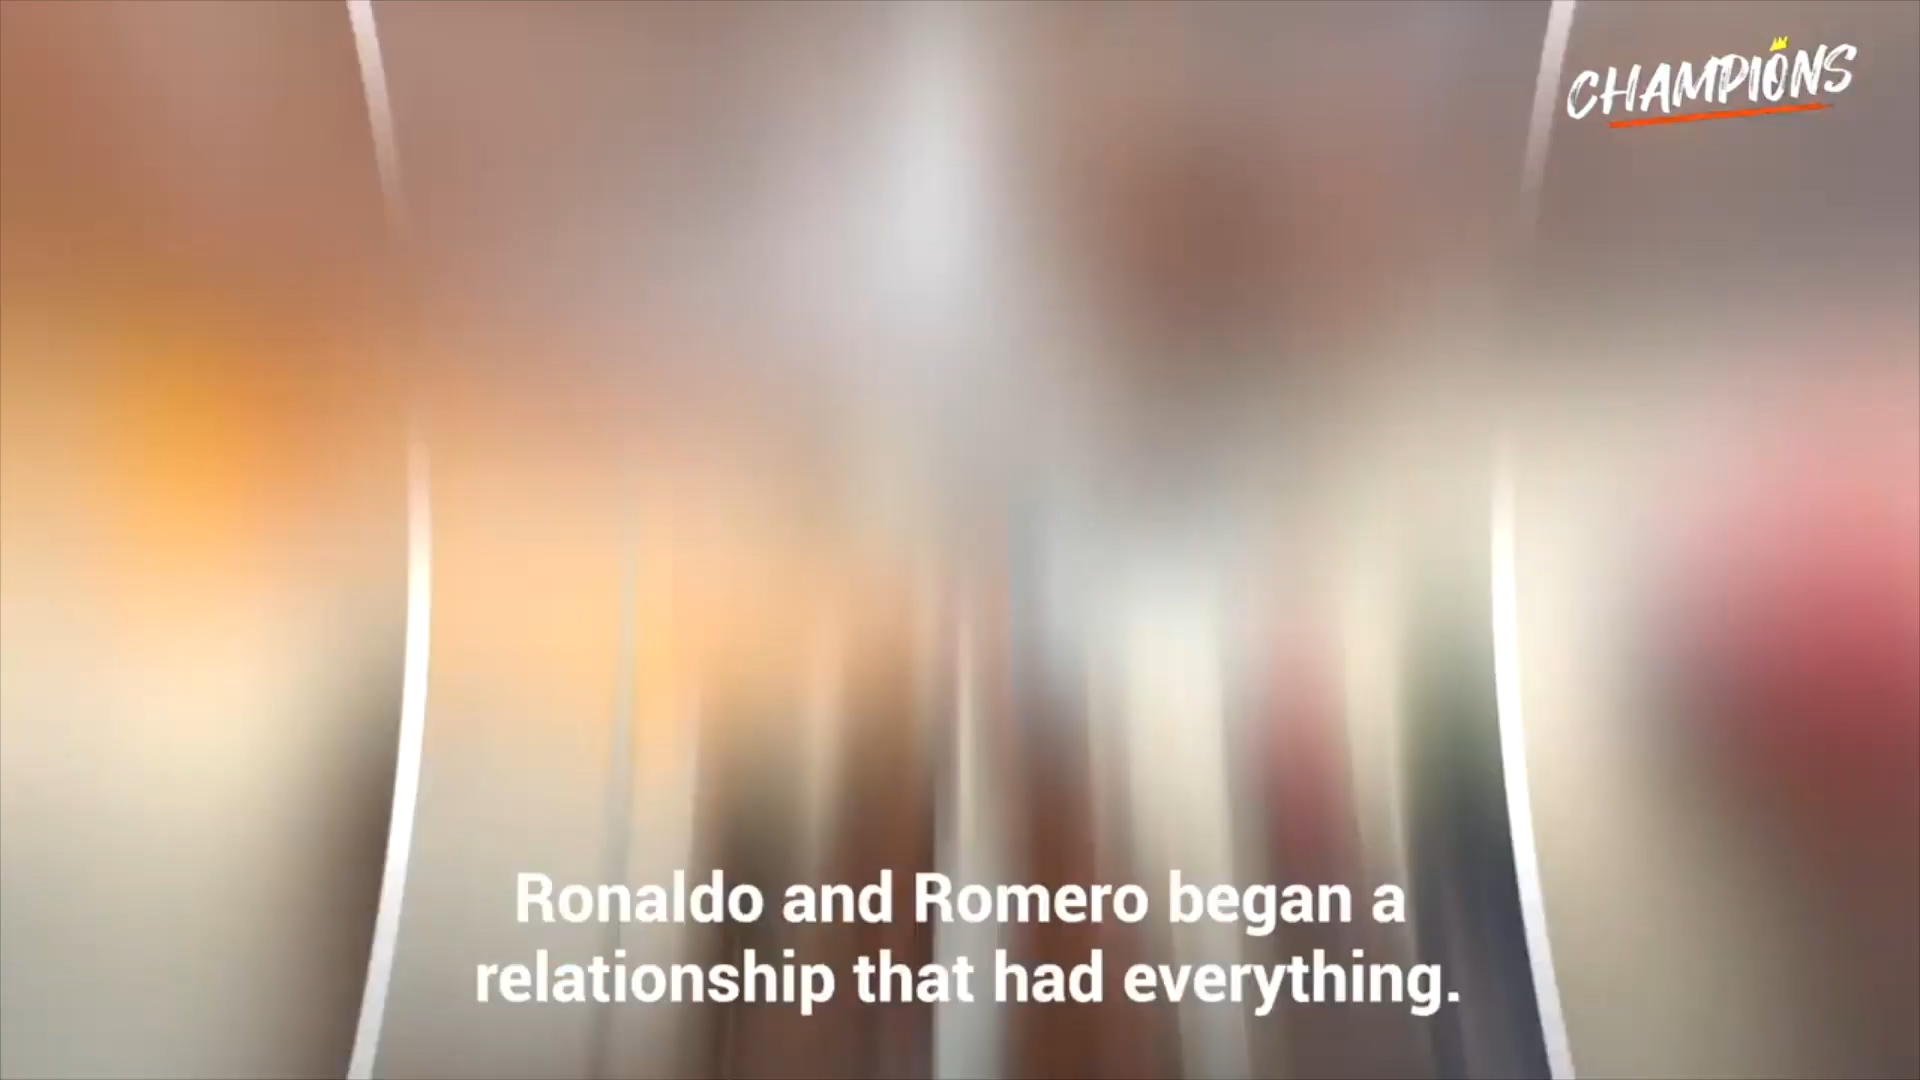 CHAMPIONS
Ronaldo and Romero began a
relationship that had everything.